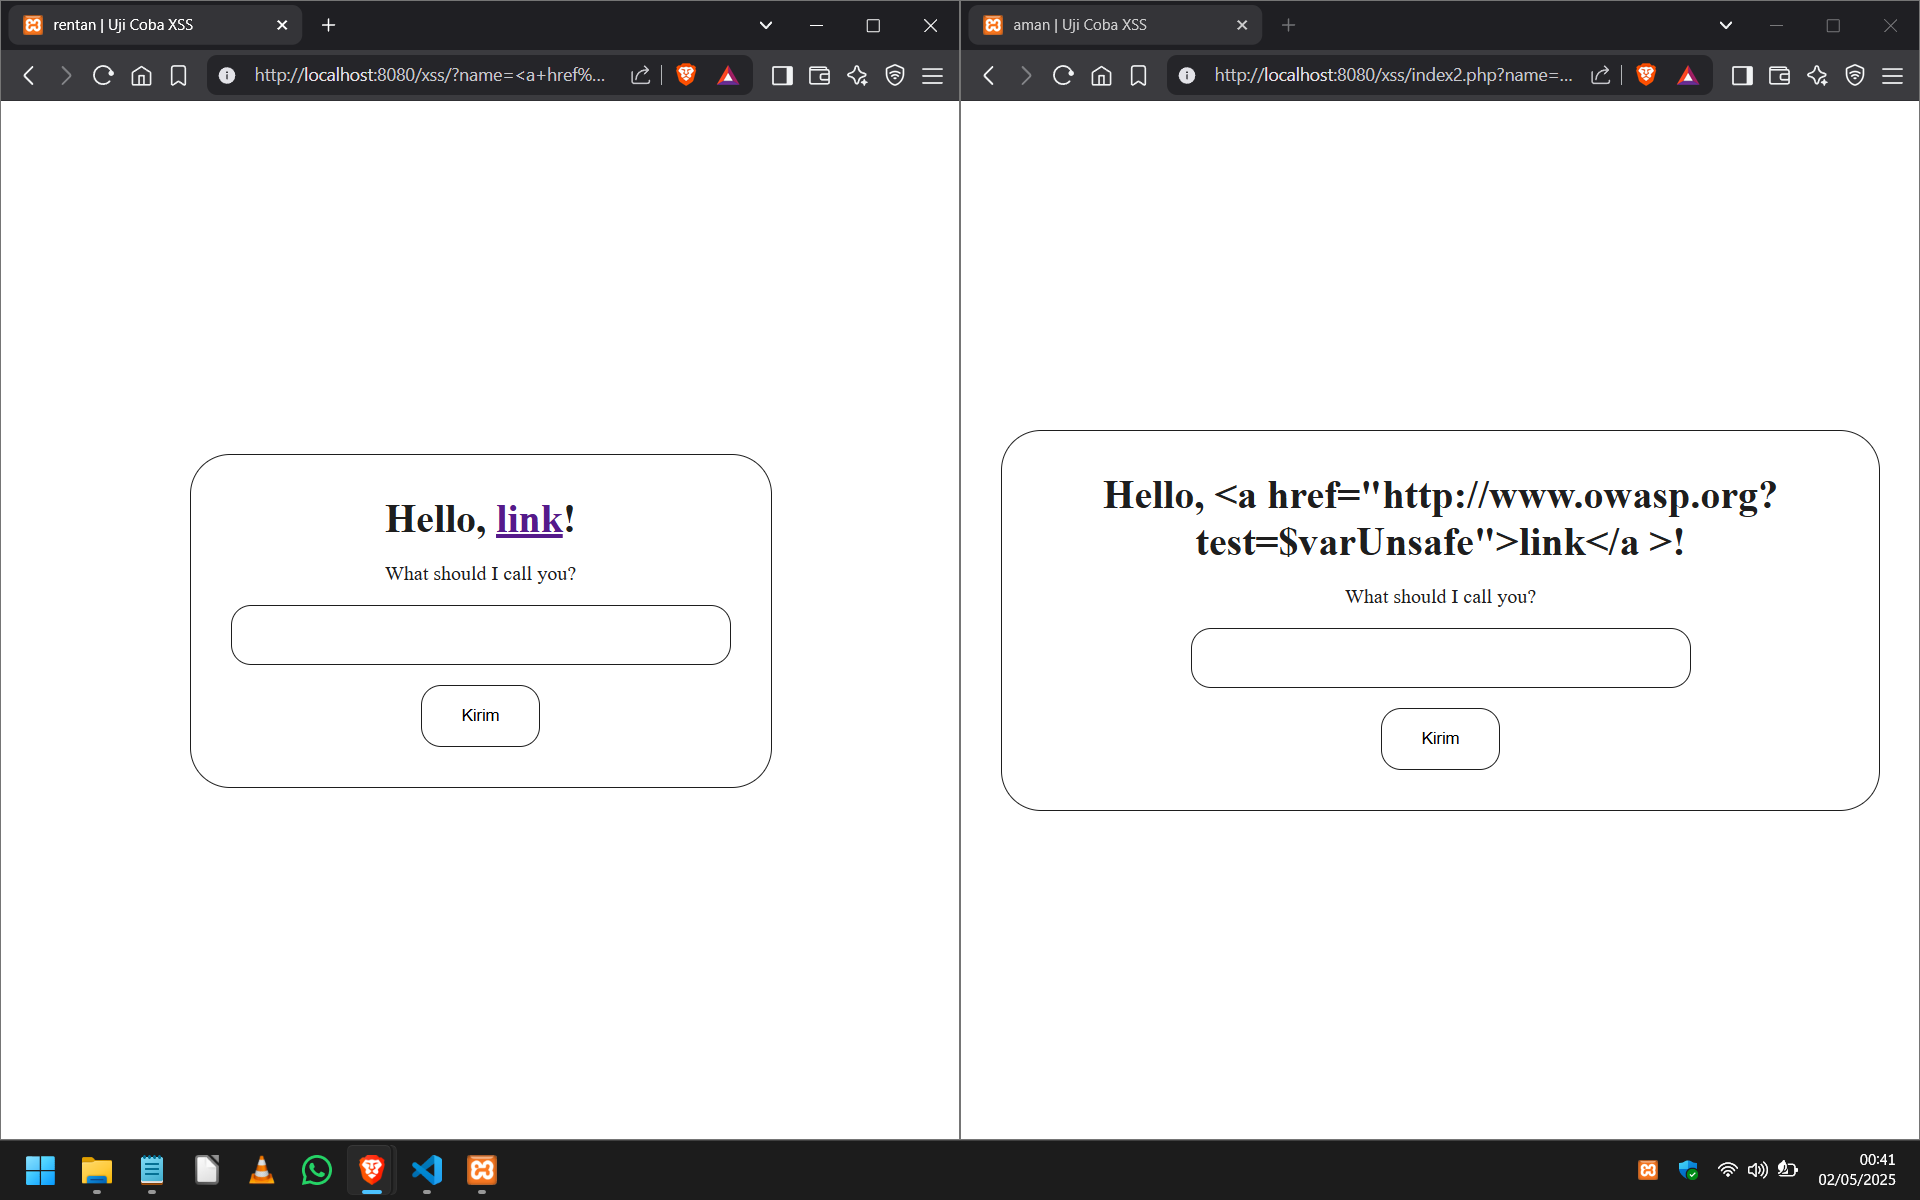 rentan | Uji Coba XSS
http://localhost:8080/xss/?name=<a+href%...
Hello, link!
What should I call you?
Kirim
aman | Uji Coba XSS
http://localhost:8080/xss/index2.php?name=...
Hello, <a href="http://www.owasp.org?
test=$varUnsafe">link</a >!
What should I call you?
Kirim
00:41
02/05/2025